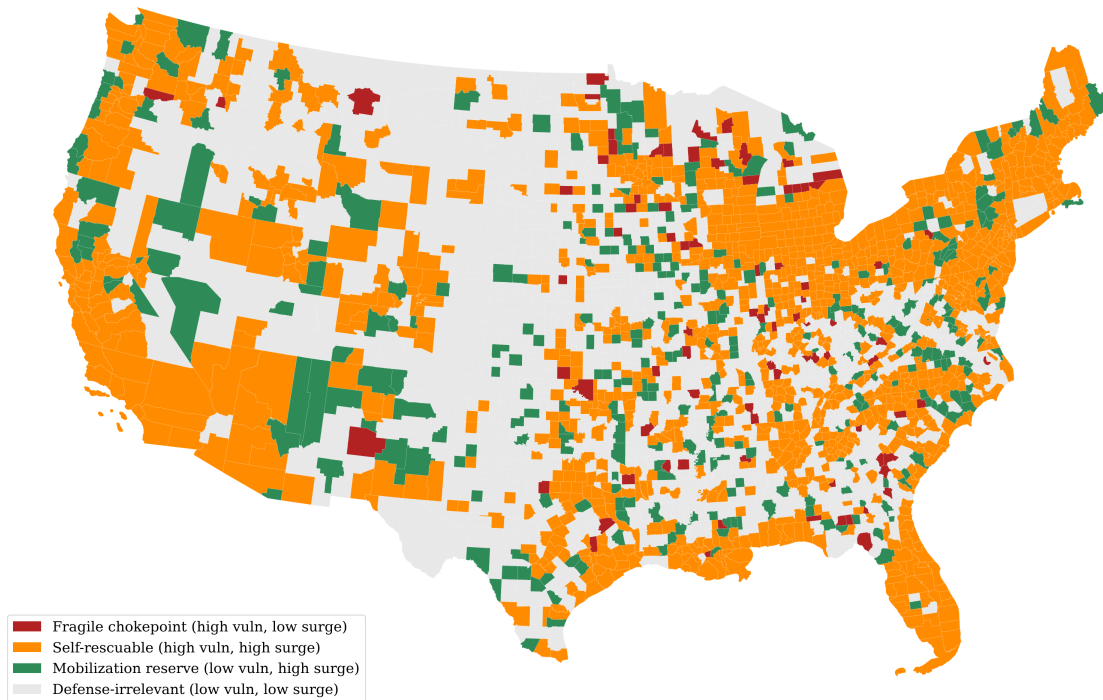 Fragile chokepoint (high vuln, low surge)
Self-rescuable (high vuln, high surge)
Mobilization reserve (low vuln, high surge)
Defense-irrelevant (low vuln, low surge)